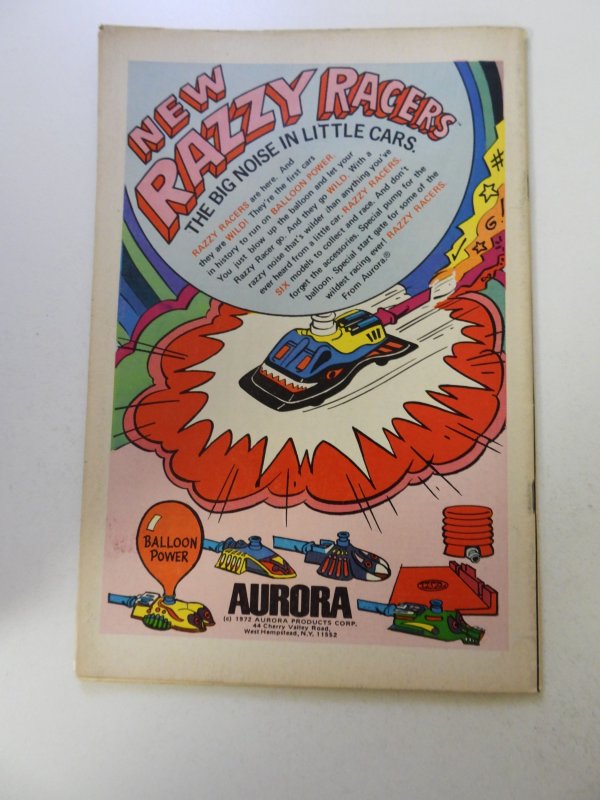 NEW
RAZZY RACERS™
THE BIG NOISE IN LITTLE CARS.
RAZZY RACERS are here. And
they are WILD! They're the first cars
in history to run on BALLOON POWER
You just blow up the balloon and let your
Razzy Racer go. And they go WILD. With a
razzy noise that's wilder than anything you've
ever heard from a little car. RAZZY RACERS.
SIX models to collect and race. And don't
forget the accessories. Special pump for the
balloon. Special start gate for some of the
wildest racing ever! RAZZY RACERS.
From Aurora.®
#
G!
BALLOON
POWER
AURORA
(c) 1972 AURORA PRODUCTS CORP.
44 Cherry Valley Road,
West Hempstead, N.Y. 11552